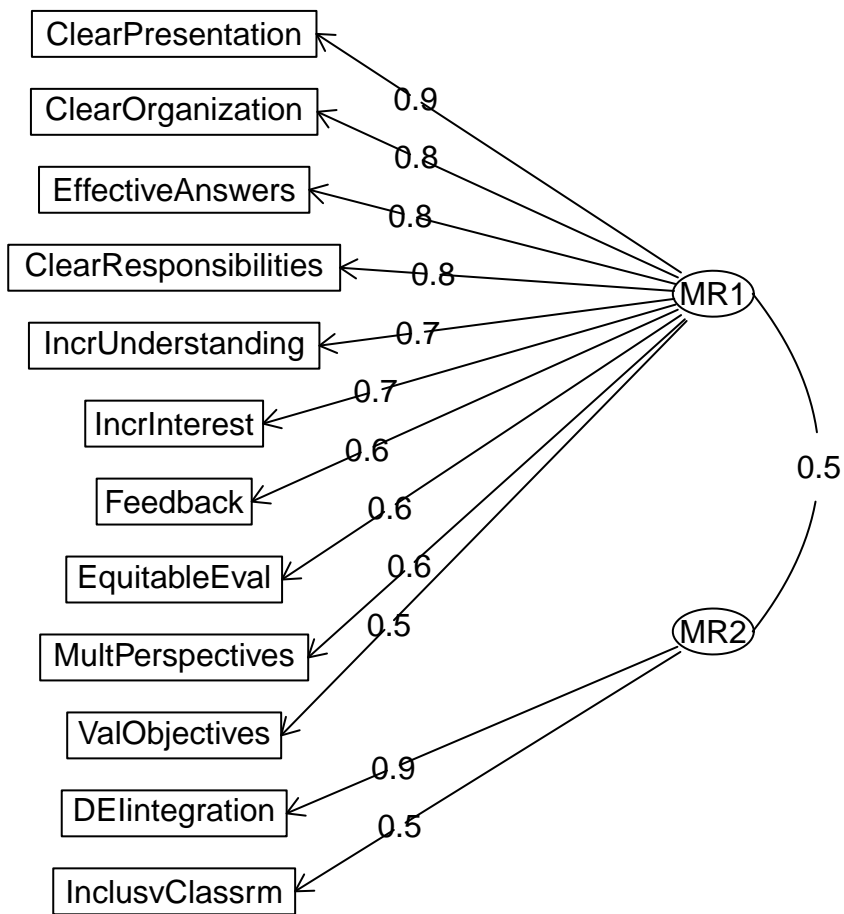 ClearPresentation
0.9
ClearOrganization
0.8
EffectiveAnswers
0.8
ClearResponsibilities
0.8
MR1
IncrUnderstanding
0.7
IncrInterest
0.7
Feedback
0.6
0.5
EquitableEval
0.6
MultPerspectives
0.6
MR2
ValObjectives
0.5
DEIintegration
0.9
InclusvClassrm
0.5